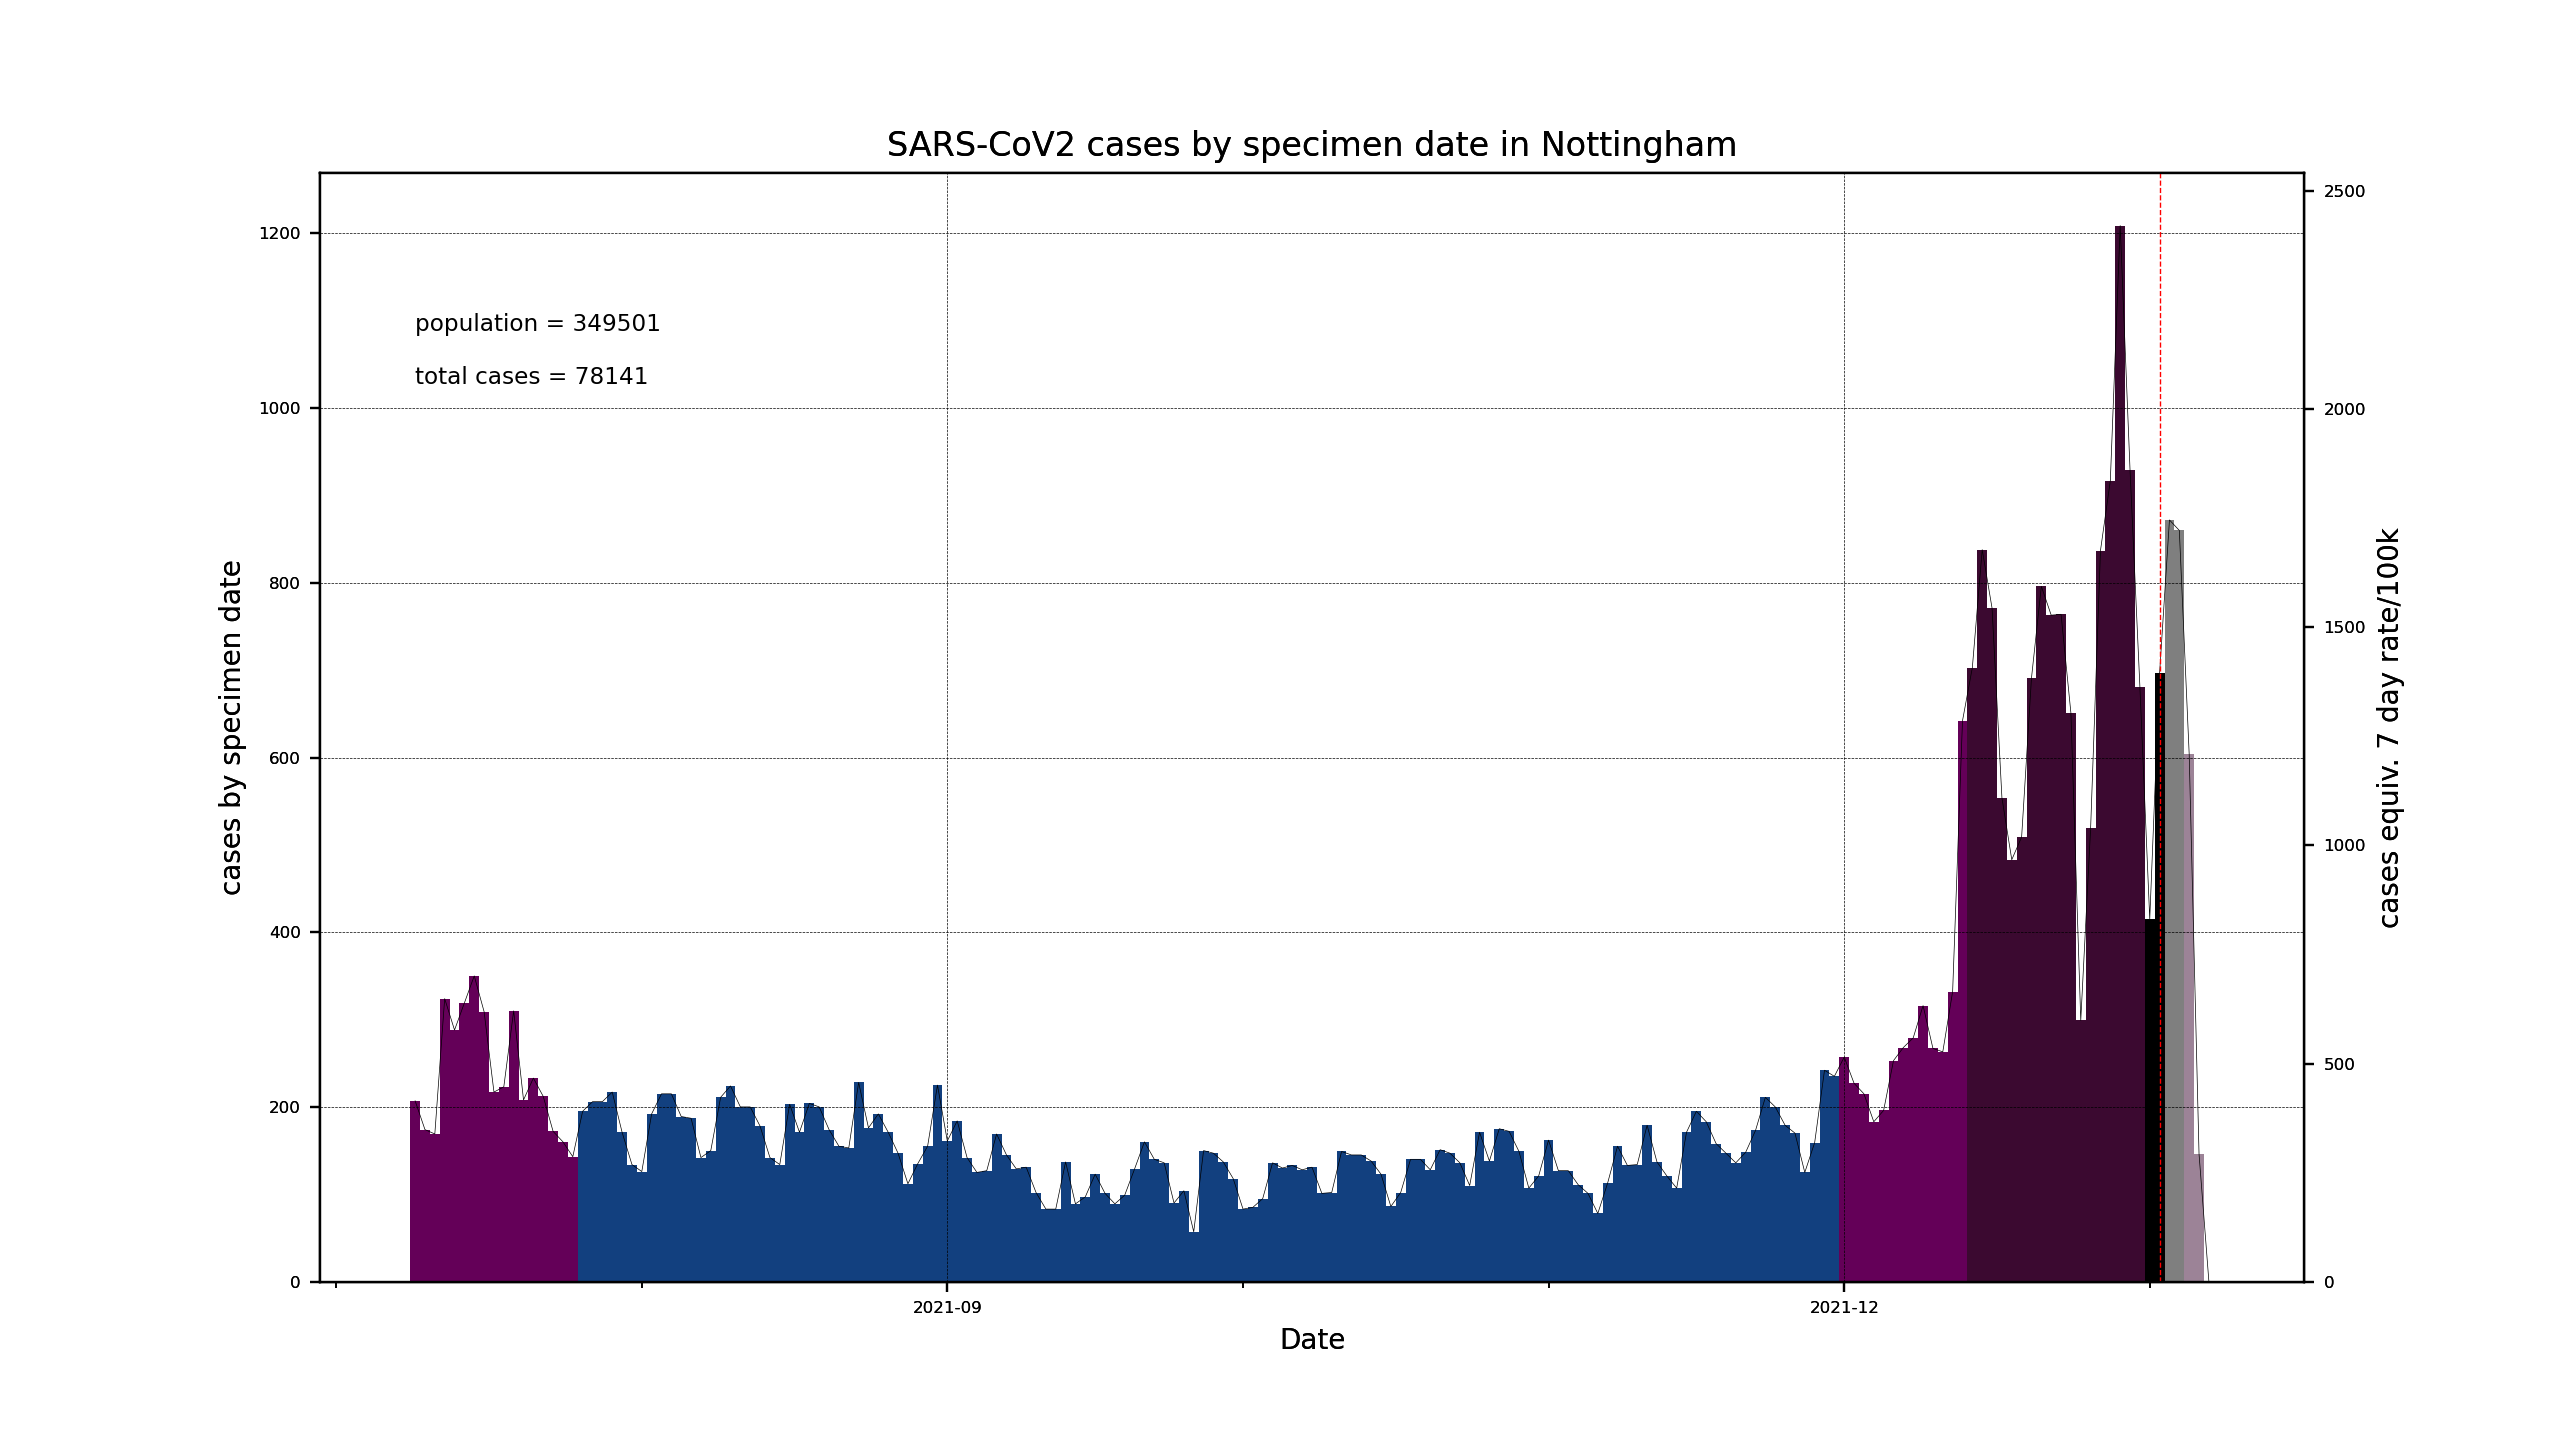 SARS-CoV2 cases by specimen date in Nottingham
population = 349501
total cases = 78141
cases by specimen date
1200
1000
800
600
400
200
0
2500
2000
1500
1000
500
0
cases equiv. 7 day rate/100k
2021-09
2021-12
Date